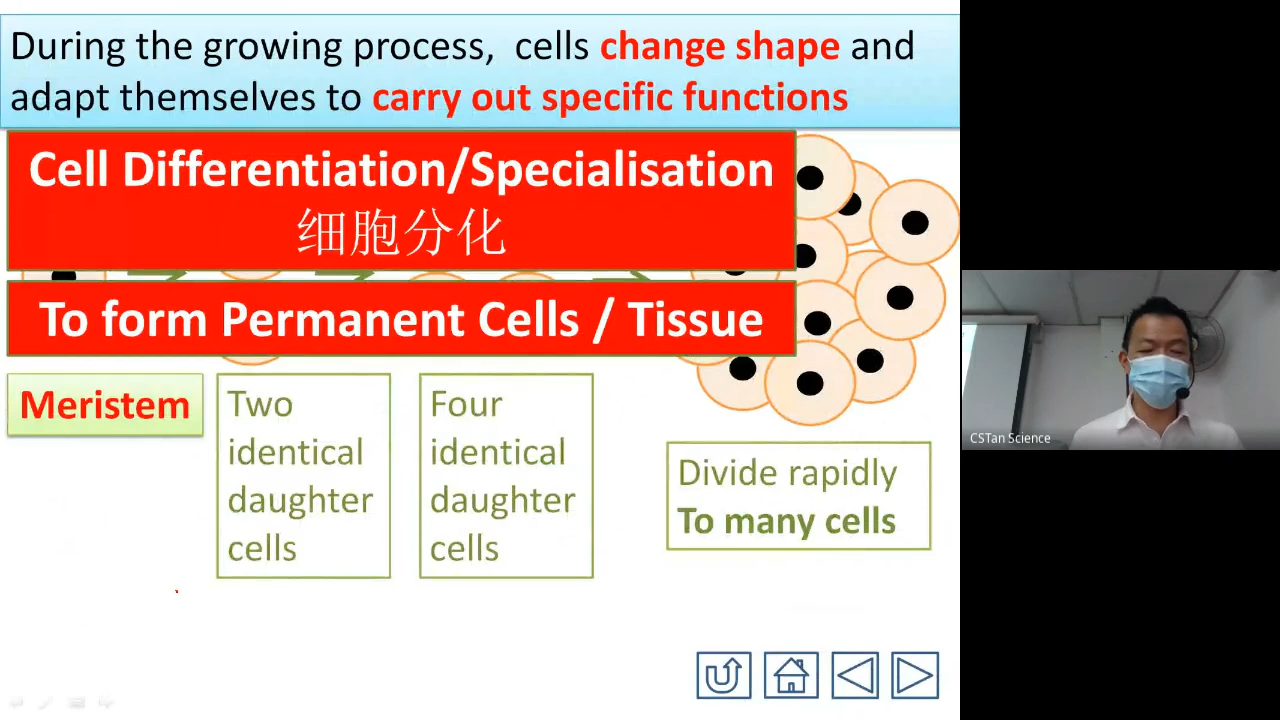 During the growing process, cells change shape and
adapt themselves to carry out specific functions
Cell Differentiation/Specialisation
细胞分化
To form Permanent Cells / Tissue
Meristem
Two
identical
daughter
cells
Four
identical
daughter
cells
Divide rapidly
To many cells
CSTan Science